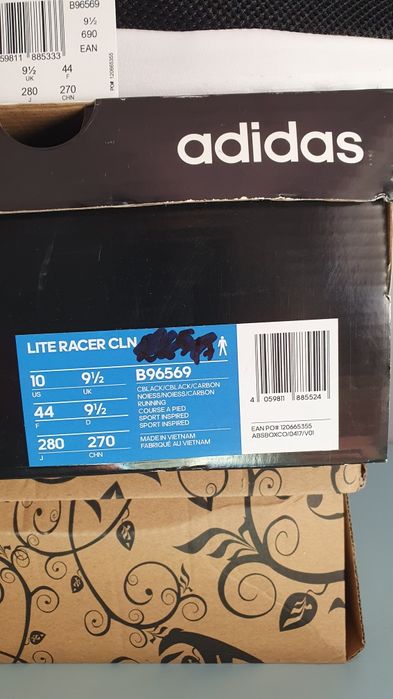 B96569
9½
690
EAN
059811 885333
9½ 44
UK F
280 270
J CHN
PO# 120665355
adidas
LITE RACER CLN
10 9½ B96569
US UK
CBLACK/CBLACK/CARBON
NOIESS/NOIESS/CARBON
44 9½ RUNNING
F D
COURSE A PIED
SPORT INSPIRED
SPORT INSPIRED
280 270 MADE IN VIETNAM
J CHN FABRIQUÉ AU VIETNAM
4 059811 885524
EAN PO# 120665355
ABSBOXCO/0417/V01